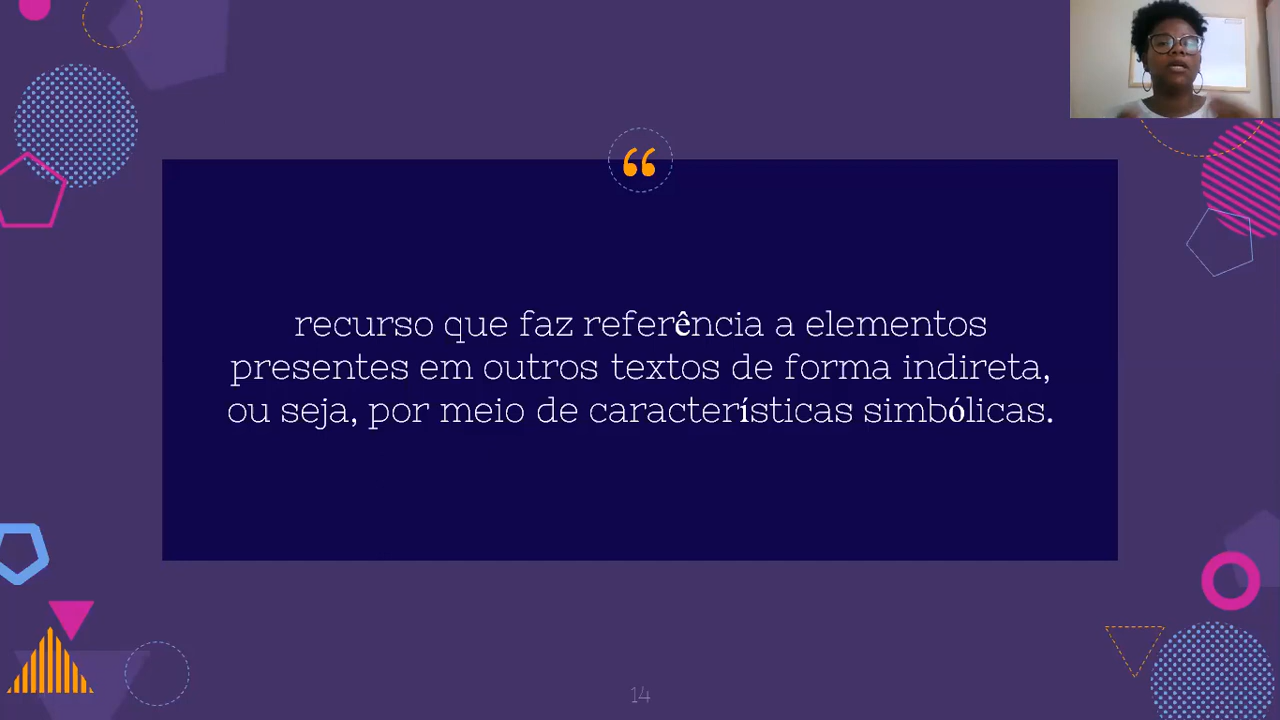 “
recurso que faz referência a elementos
presentes em outros textos de forma indireta,
ou seja, por meio de características simbólicas.
14